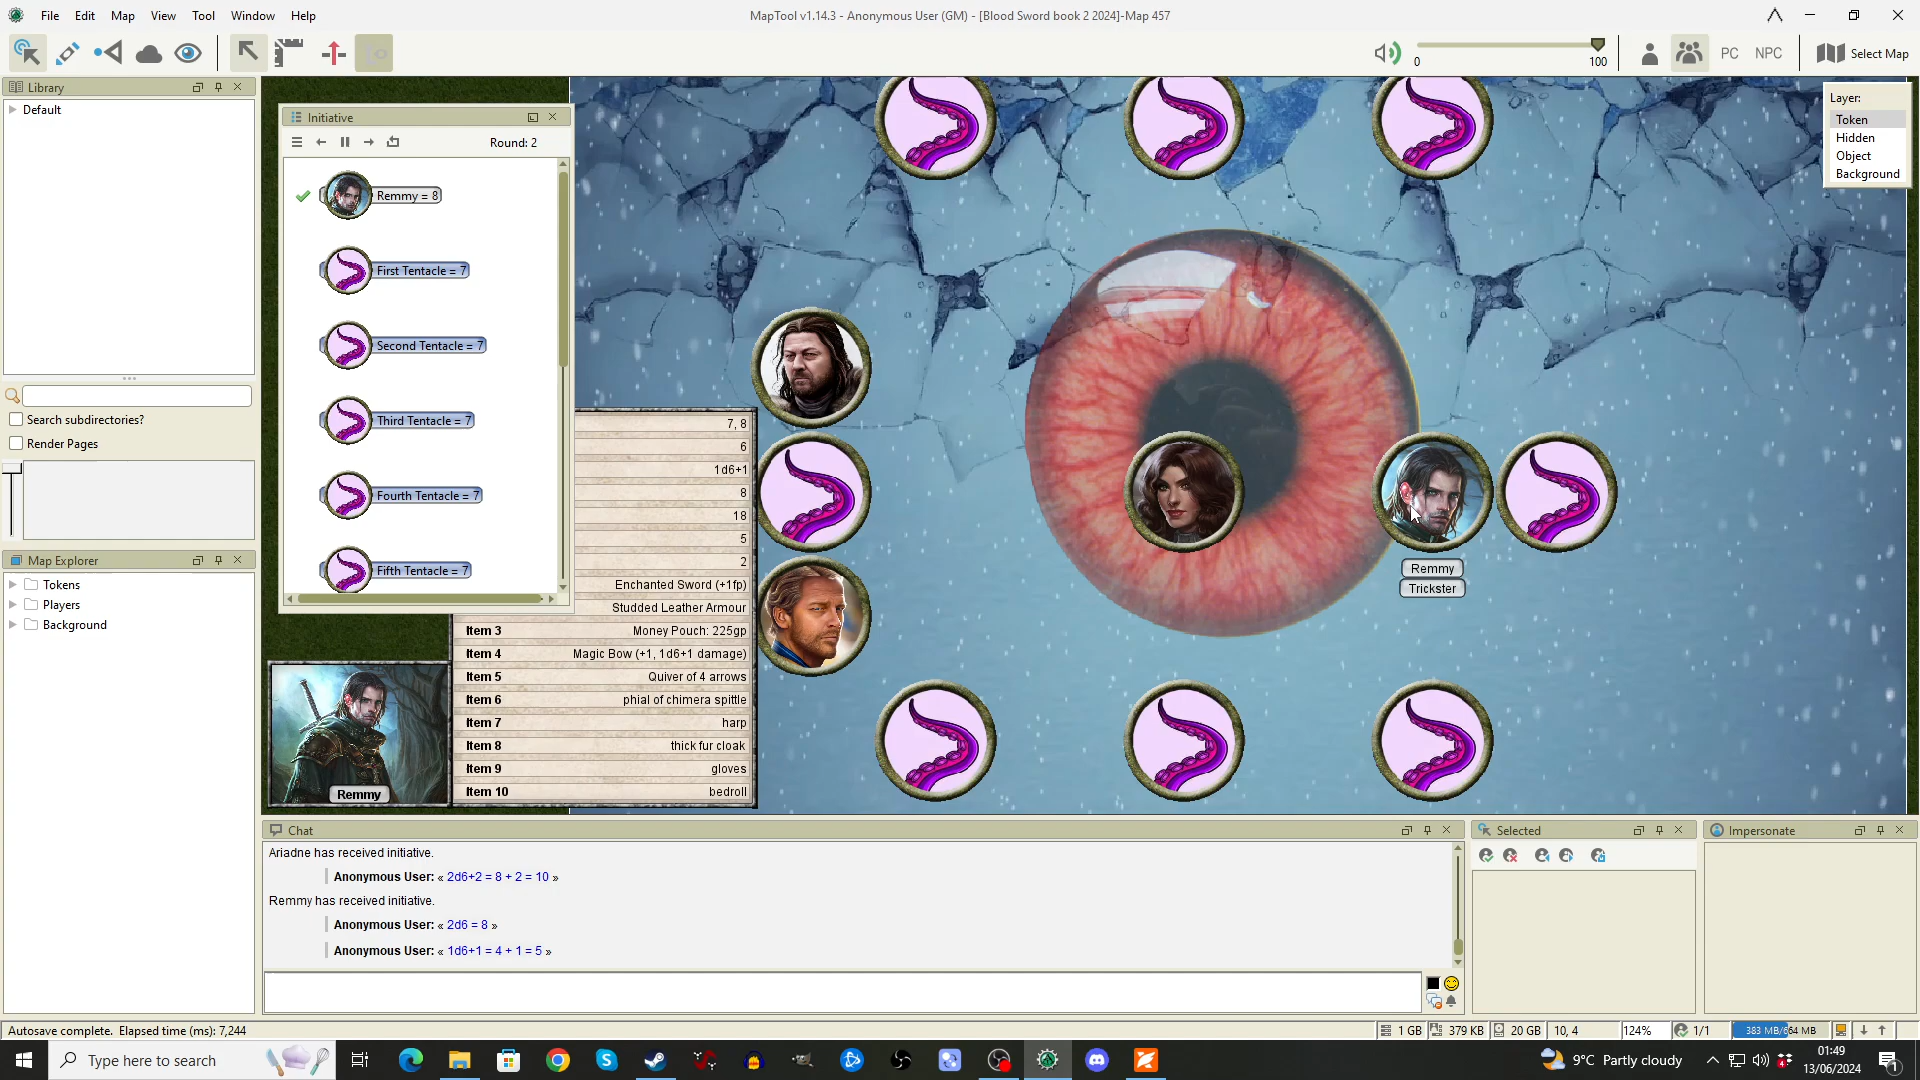 MapTool v1.14.3 - Anonymous User (GM) - [Blood Sword book 2 2024]-Map 457
File Edit Map View Tool Window Help
0 100
PC NPC Select Map
Library
Default
Search subdirectories?
Render Pages
Map Explorer
Tokens
Players
Background
Initiative
Round: 2
Remmy = 8
First Tentacle = 7
Second Tentacle = 7
Third Tentacle = 7
Fourth Tentacle = 7
Fifth Tentacle = 7
7, 8
6
1d6+1
8
18
5
2
Enchanted Sword (+1fp)
Studded Leather Armour
Item 3 Money Pouch: 225gp
Item 4 Magic Bow (+1, 1d6+1 damage)
Item 5 Quiver of 4 arrows
Item 6 phial of chimera spittle
Item 7 harp
Item 8 thick fur cloak
Item 9 gloves
Item 10 bedroll
Remmy
Remmy
Trickster
Layer:
Token
Hidden
Object
Background
Chat
Ariadne has received initiative.
Anonymous User: « 2d6+2 = 8 + 2 = 10 »
Remmy has received initiative.
Anonymous User: « 2d6 = 8 »
Anonymous User: « 1d6+1 = 4 + 1 = 5 »
Selected
Impersonate
Autosave complete. Elapsed time (ms): 7,244
1 GB 379 KB 20 GB 10, 4 124% 1/1 383 MB/664 MB
Type here to search
9°C Partly cloudy
01:49
13/06/2024
1